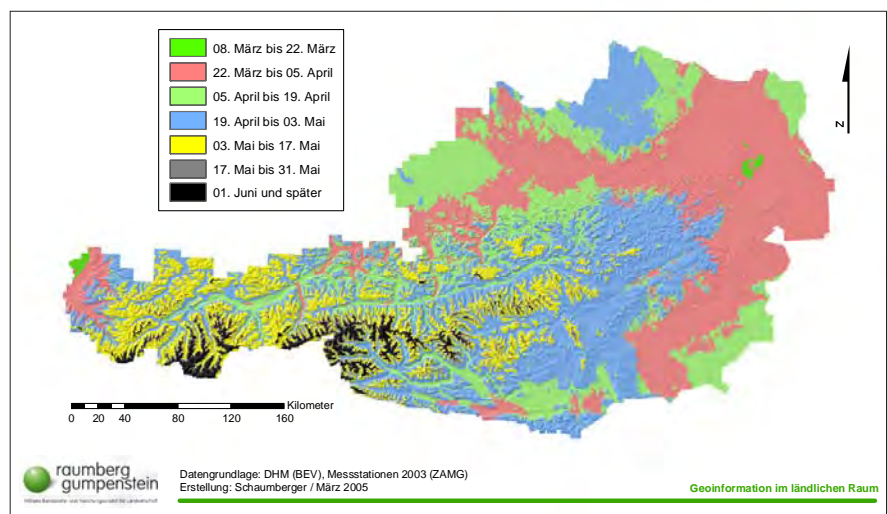 08. März bis 22. März
22. März bis 05. April
05. April bis 19. April
19. April bis 03. Mai
03. Mai bis 17. Mai
17. Mai bis 31. Mai
01. Juni und später
N
Kilometer
0 20 40 80 120 160
raumberg
gumpenstein
Datengrundlage: DHM (BEV), Messstationen 2003 (ZAMG)
Erstellung: Schaumberger / März 2005
Geoinformation im ländlichen Raum